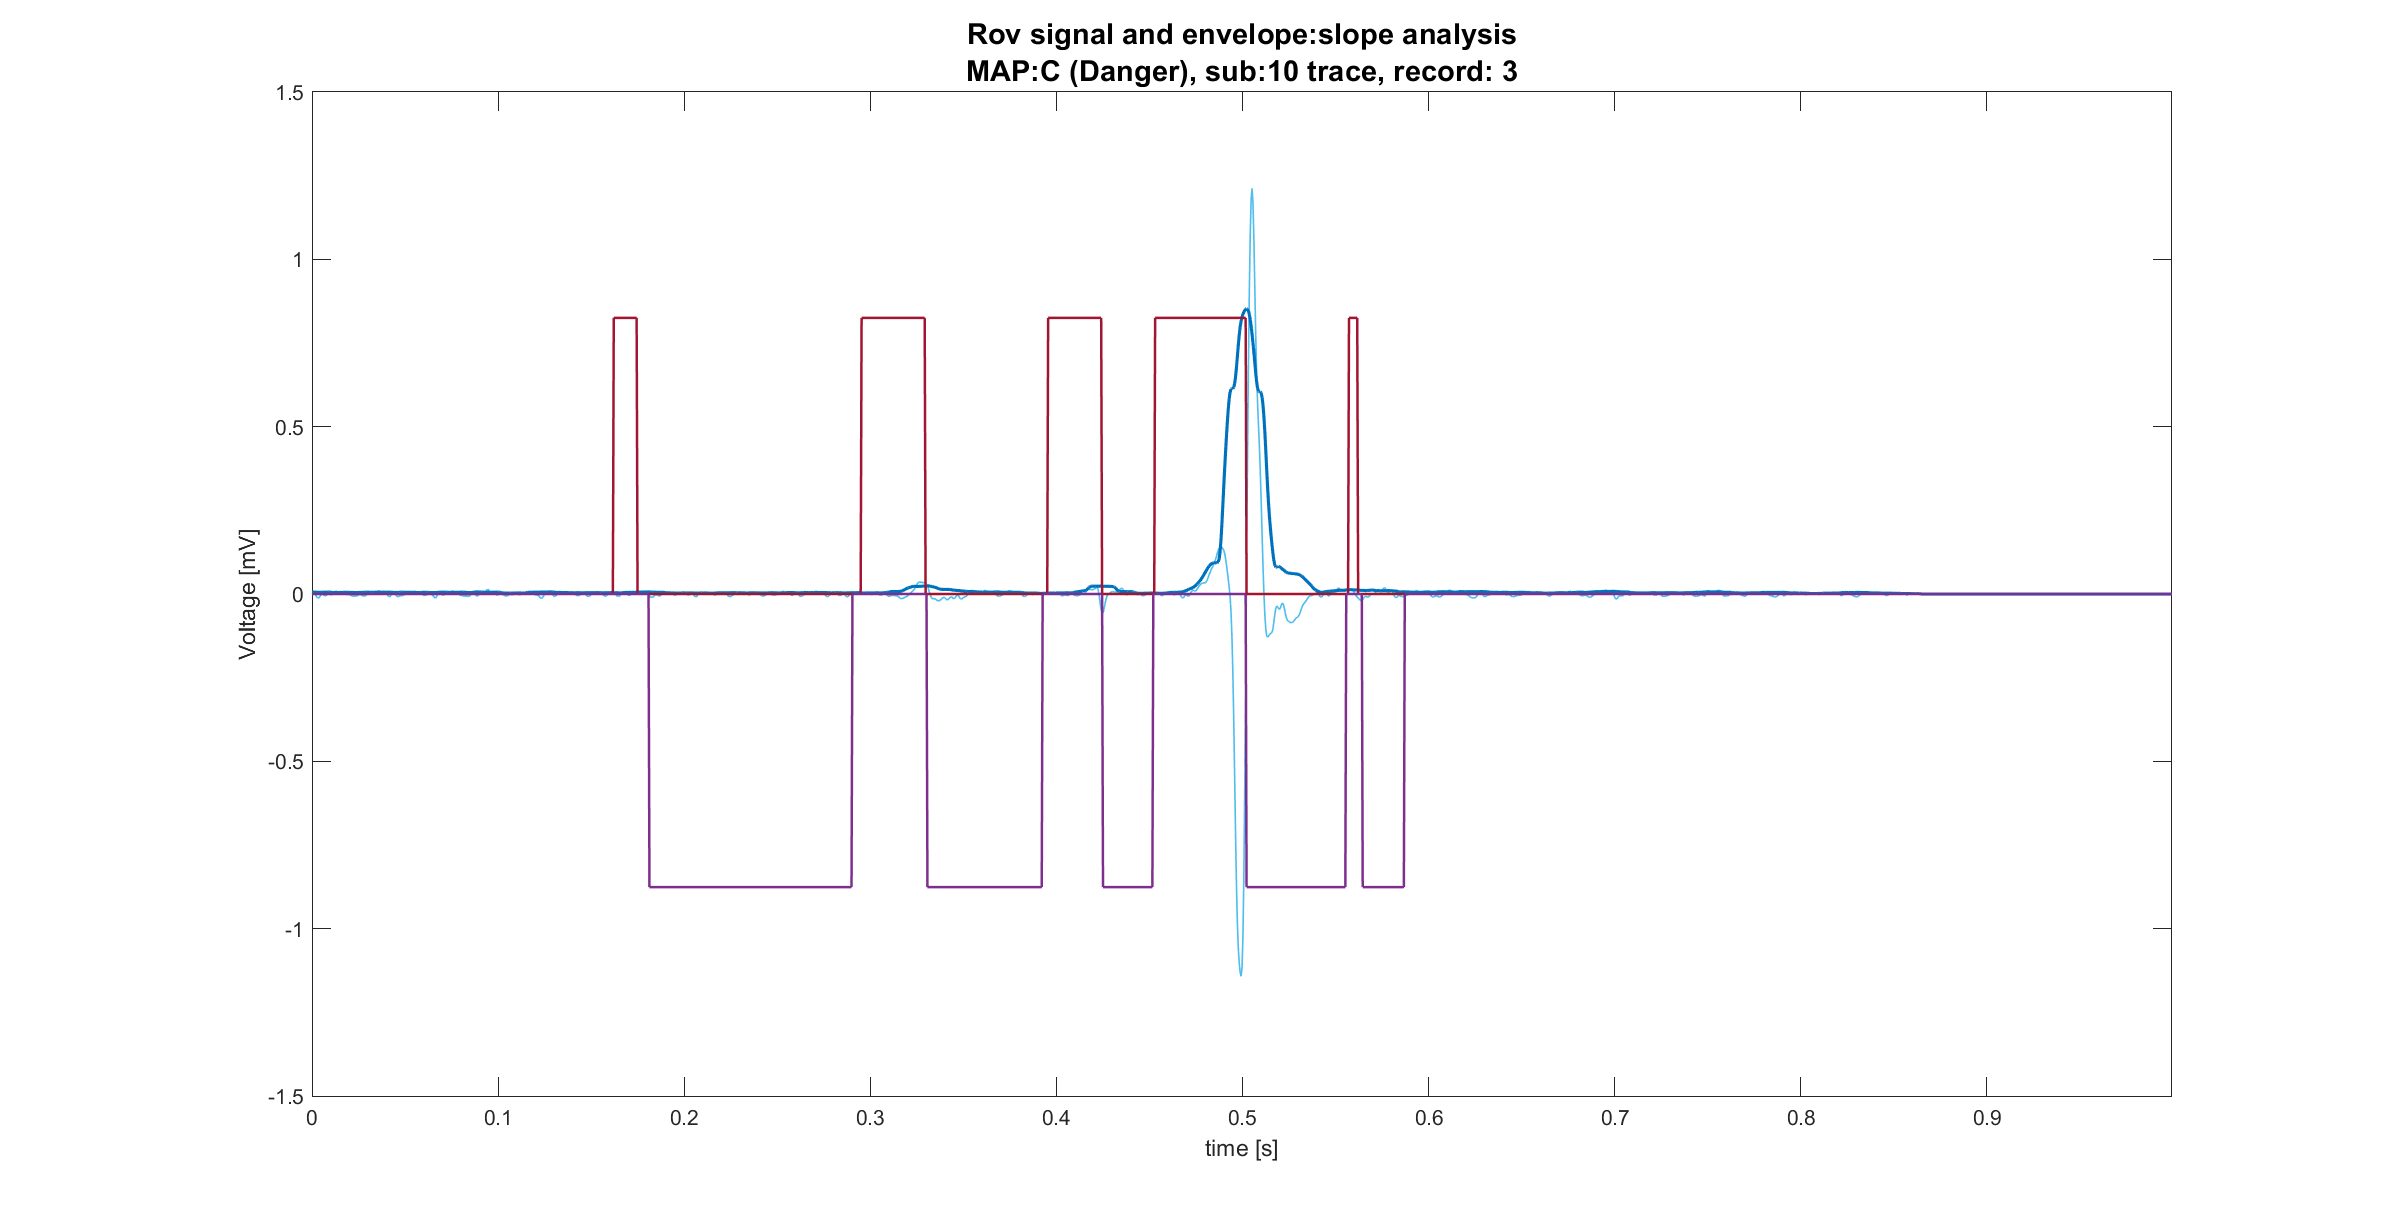 Rov signal and envelope:slope analysis
MAP:C (Danger), sub:10 trace, record: 3
1.5
1
0.5
0
-0.5
-1
-1.5
Voltage [mV]
0 0.1 0.2 0.3 0.4 0.5 0.6 0.7 0.8 0.9
time [s]